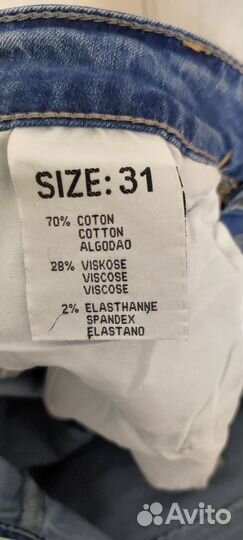 SIZE: 31
70% COTON
COTTON
ALGODAO
28% VISKOSE
VISCOSE
VISCOSE
2% ELASTHANNE
SPANDEX
ELASTANO
Avito